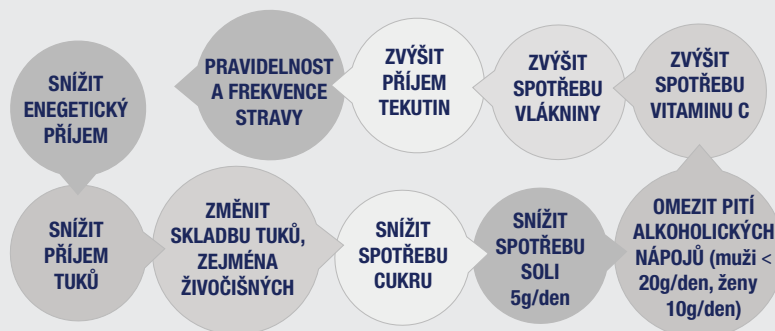 SNÍŽIT
ENEGETICKÝ
PŘÍJEM
SNÍŽIT
PŘÍJEM
TUKŮ
ZMĚNIT
SKLADBU TUKŮ,
ZEJMÉNA
ŽIVOČIŠNÝCH
SNÍŽIT
SPOTŘEBU
CUKRU
SNÍŽIT
SPOTŘEBU
SOLI
5g/den
OMEZIT PITÍ
ALKOHOLICKÝCH
NÁPOJŮ (muži <
20g/den, ženy
10g/den)
ZVÝŠIT
SPOTŘEBU
VITAMINU C
ZVÝŠIT
SPOTŘEBU
VLÁKNINY
ZVÝŠIT
PŘÍJEM
TEKUTIN
PRAVIDELNOST
A FREKVENCE
STRAVY